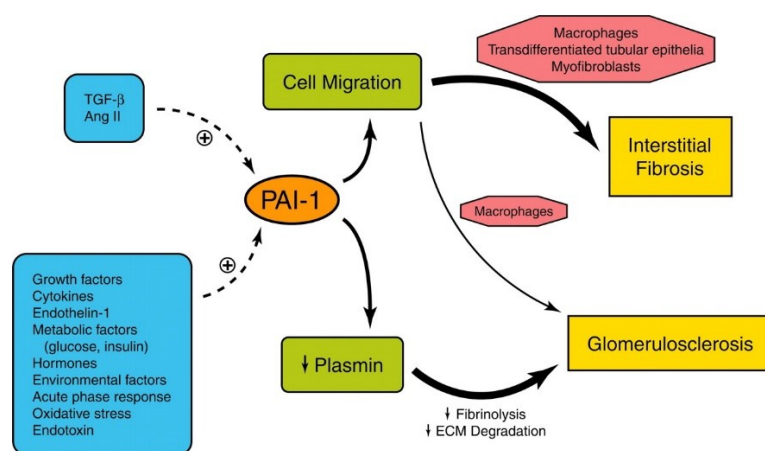 TGF-β
Ang II
⊕
Growth factors
Cytokines
Endothelin-1
Metabolic factors
(glucose, insulin)
Hormones
Environmental factors
Acute phase response
Oxidative stress
Endotoxin
⊕
PAI-1
Cell Migration
Macrophages
Transdifferentiated tubular epithelia
Myofibroblasts
Interstitial
Fibrosis
Macrophages
↓ Plasmin
↓ Fibrinolysis
↓ ECM Degradation
Glomerulosclerosis